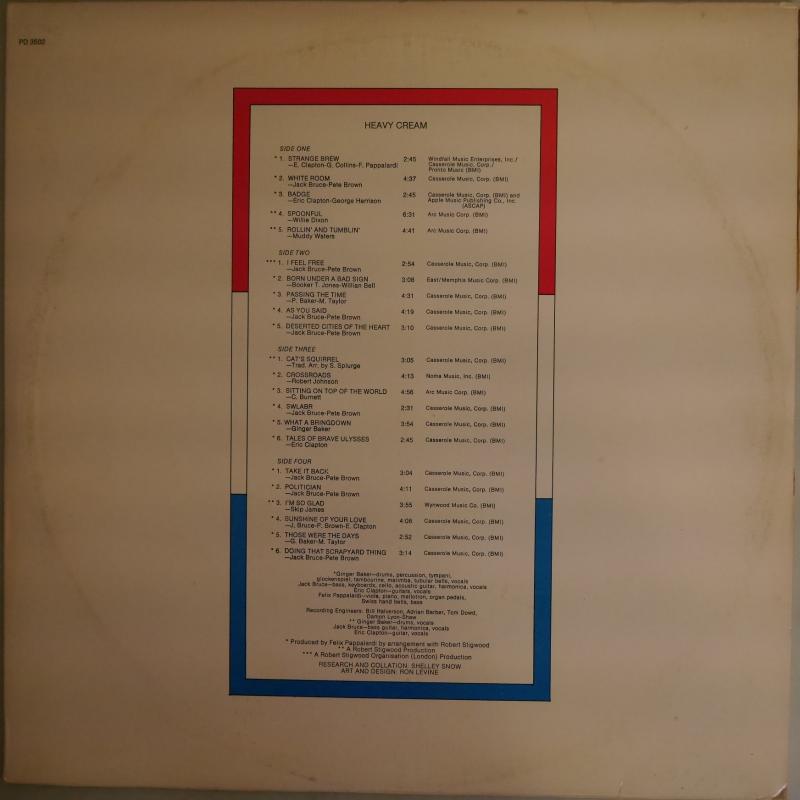 PD 3502
HEAVY CREAM
SIDE ONE
* 1. STRANGE BREW 2:45 Windfall Music Enterprises, Inc./
—E. Clapton-G. Collins-F. Pappalardi Casserole Music, Corp./
Pronto Music (BMI)
* 2. WHITE ROOM 4:37 Casserole Music, Corp. (BMI)
—Jack Bruce-Pete Brown
* 3. BADGE 2:45 Casserole Music, Corp. (BMI) and
—Eric Clapton-George Harrison Apple Music Publishing Co., Inc.
(ASCAP)
** 4. SPOONFUL 6:31 Arc Music Corp. (BMI)
—Willie Dixon
** 5. ROLLIN' AND TUMBLIN' 4:41 Arc Music Corp. (BMI)
—Muddy Waters
SIDE TWO
*** 1. I FEEL FREE 2:54 Casserole Music, Corp. (BMI)
—Jack Bruce-Pete Brown
* 2. BORN UNDER A BAD SIGN 3:08 East/Memphis Music Corp. (BMI)
—Booker T. Jones-Willian Bell
* 3. PASSING THE TIME 4:31 Casserole Music, Corp. (BMI)
—P. Baker-M. Taylor
* 4. AS YOU SAID 4:19 Casserole Music, Corp. (BMI)
—Jack Bruce-Pete Brown
* 5. DESERTED CITIES OF THE HEART 3:10 Casserole Music, Corp. (BMI)
—Jack Bruce-Pete Brown
SIDE THREE
** 1. CAT'S SQUIRREL 3:05 Casserole Music, Corp. (BMI)
—Trad. Arr. by S. Splurge
* 2. CROSSROADS 4:13 Noma Music, Inc. (BMI)
—Robert Johnson
* 3. SITTING ON TOP OF THE WORLD 4:56 Arc Music Corp. (BMI)
—C. Burnett
* 4. SWLABR 2:31 Casserole Music, Corp. (BMI)
—Jack Bruce-Pete Brown
* 5. WHAT A BRINGDOWN 3:54 Casserole Music, Corp. (BMI)
—Ginger Baker
* 6. TALES OF BRAVE ULYSSES 2:45 Casserole Music, Corp. (BMI)
—Eric Clapton
SIDE FOUR
* 1. TAKE IT BACK 3:04 Casserole Music, Corp. (BMI)
—Jack Bruce-Pete Brown
* 2. POLITICIAN 4:11 Casserole Music, Corp. (BMI)
—Jack Bruce-Pete Brown
** 3. I'M SO GLAD 3:55 Wynwood Music Co. (BMI)
—Skip James
* 4. SUNSHINE OF YOUR LOVE 4:08 Casserole Music, Corp. (BMI)
—J. Bruce-P. Brown-E. Clapton
* 5. THOSE WERE THE DAYS 2:52 Casserole Music, Corp. (BMI)
—G. Baker-M. Taylor
* 6. DOING THAT SCRAPYARD THING 3:14 Casserole Music, Corp. (BMI)
—Jack Bruce-Pete Brown
*Ginger Baker—drums, percussion, tympani,
glockenspiel, tambourine, marimba, tubular bells, vocals
Jack Bruce—bass, keyboards, cello, acoustic guitar, harmonica, vocals
Eric Clapton—guitars, vocals
Felix Pappalardi—viola, piano, mellotron, organ pedals,
Swiss hand bells, bass
Recording Engineers: Bill Halverson, Adrian Barber, Tom Dowd,
Damon Lyon-Shaw
** Ginger Baker—drums, vocals
Jack Bruce—bass guitar, harmonica, vocals
Eric Clapton—guitar, vocals
* Produced by Felix Pappalardi by arrangement with Robert Stigwood
** A Robert Stigwood Production
*** A Robert Stigwood Organisation (London) Production
RESEARCH AND COLLATION: SHELLEY SNOW
ART AND DESIGN: RON LEVINE